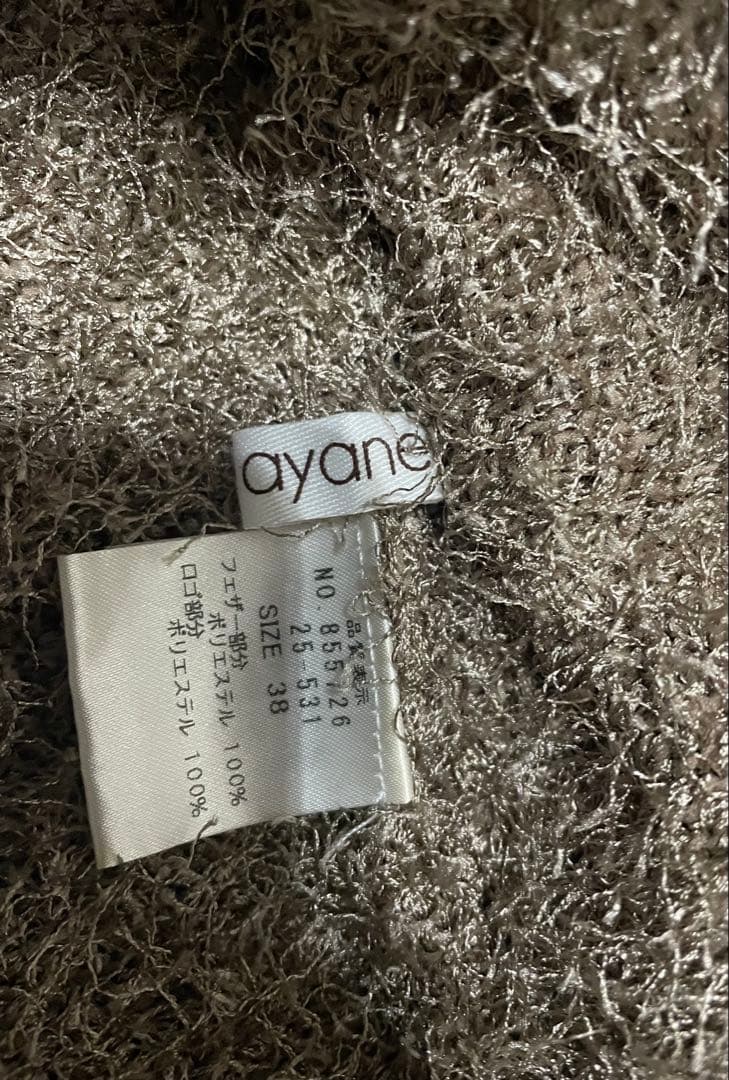 ayane
品質表示
NO. 855726
25-531
SIZE 38
フェザー部分
ポリエステル 100%
ロゴ部分
ポリエステル 100%